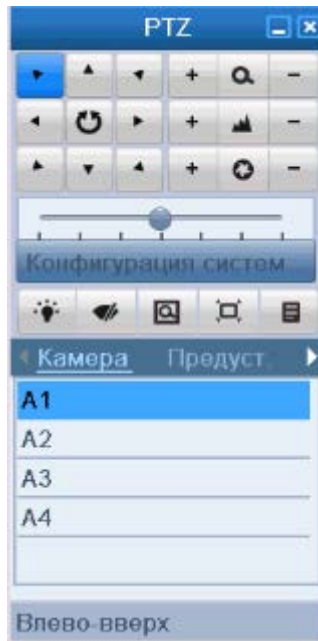 PTZ
Конфигурация систем
Камера Предуст.
A1
A2
A3
A4
Влево-вверх